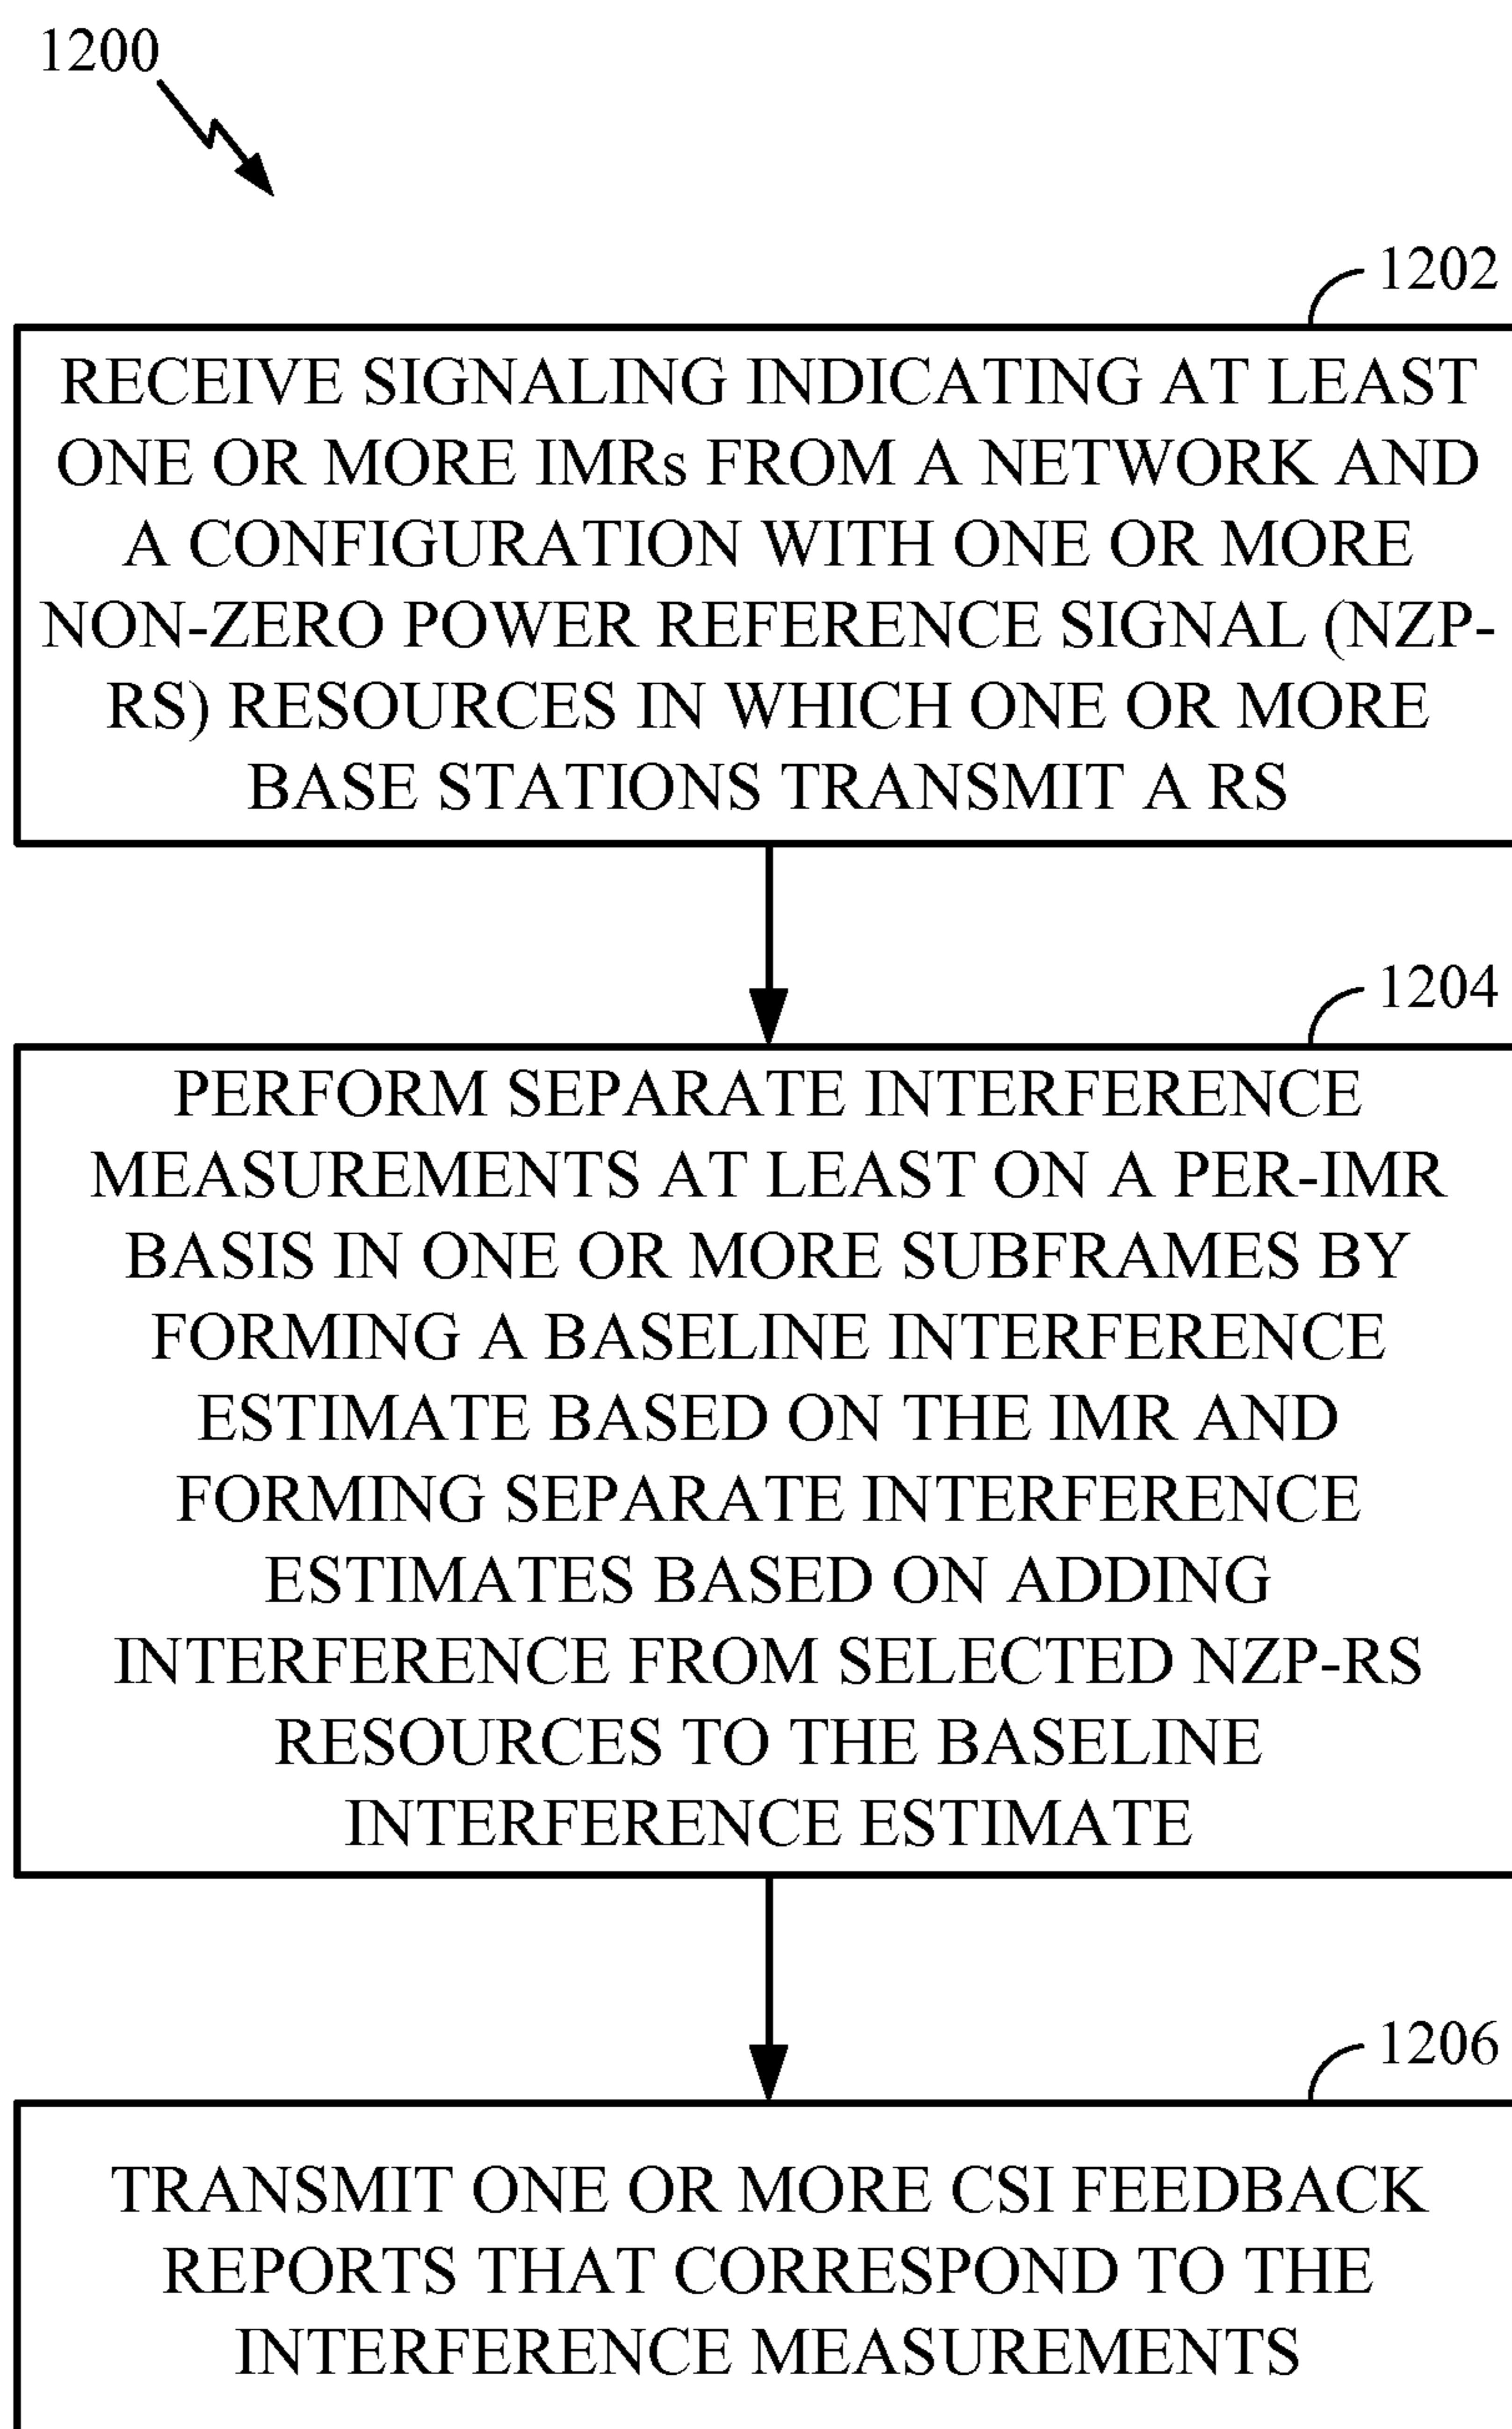 1200
1202
RECEIVE SIGNALING INDICATING AT LEAST
ONE OR MORE IMRs FROM A NETWORK AND
A CONFIGURATION WITH ONE OR MORE
NON-ZERO POWER REFERENCE SIGNAL (NZP-
RS) RESOURCES IN WHICH ONE OR MORE
BASE STATIONS TRANSMIT A RS
1204
PERFORM SEPARATE INTERFERENCE
MEASUREMENTS AT LEAST ON A PER-IMR
BASIS IN ONE OR MORE SUBFRAMES BY
FORMING A BASELINE INTERFERENCE
ESTIMATE BASED ON THE IMR AND
FORMING SEPARATE INTERFERENCE
ESTIMATES BASED ON ADDING
INTERFERENCE FROM SELECTED NZP-RS
RESOURCES TO THE BASELINE
INTERFERENCE ESTIMATE
1206
TRANSMIT ONE OR MORE CSI FEEDBACK
REPORTS THAT CORRESPOND TO THE
INTERFERENCE MEASUREMENTS